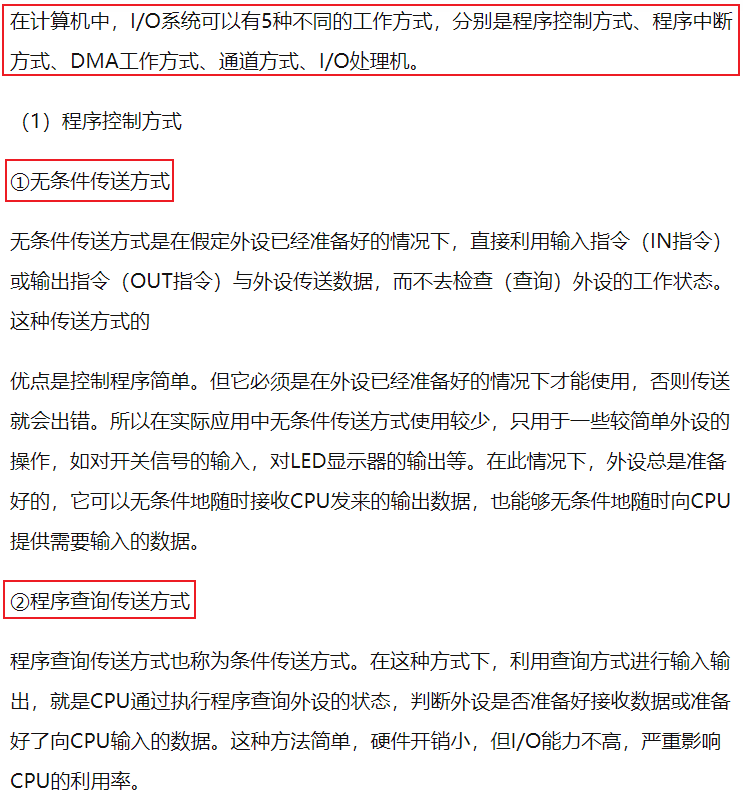 在计算机中，I/O系统可以有5种不同的工作方式，分别是程序控制方式、程序中断
方式、DMA工作方式、通道方式、I/O处理机。
（1）程序控制方式
①无条件传送方式
无条件传送方式是在假定外设已经准备好的情况下，直接利用输入指令（IN指令）
或输出指令（OUT指令）与外设传送数据，而不去检查（查询）外设的工作状态。
这种传送方式的
优点是控制程序简单。但它必须是在外设已经准备好的情况下才能使用，否则传送
就会出错。所以在实际应用中无条件传送方式使用较少，只用于一些较简单外设的
操作，如对开关信号的输入，对LED显示器的输出等。在此情况下，外设总是准备
好的，它可以无条件地随时接收CPU发来的输出数据，也能够无条件地随时向CPU
提供需要输入的数据。
②程序查询传送方式
程序查询传送方式也称为条件传送方式。在这种方式下，利用查询方式进行输入输
出，就是CPU通过执行程序查询外设的状态，判断外设是否准备好接收数据或准备
好了向CPU输入的数据。这种方法简单，硬件开销小，但I/O能力不高，严重影响
CPU的利用率。